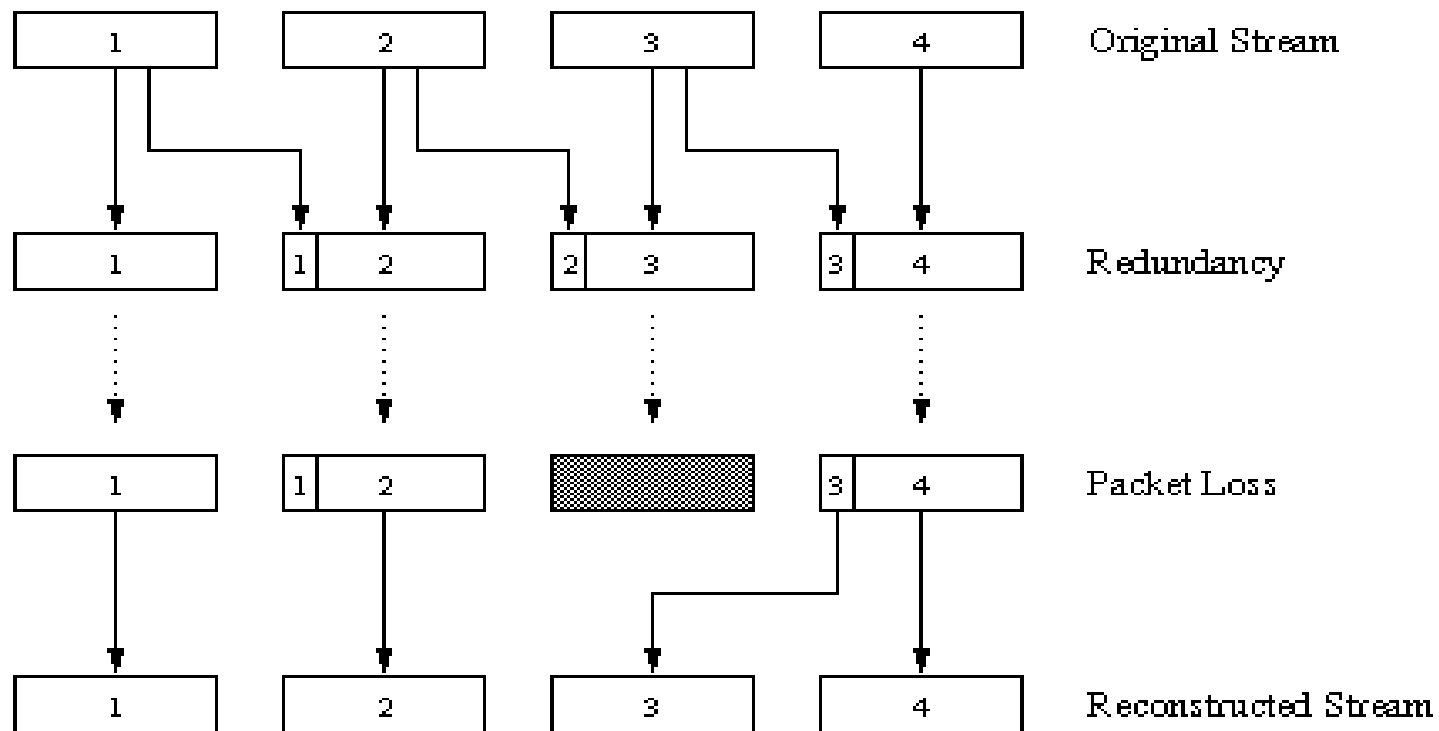 1 2 3 4 Original Stream
1 1 2 2 3 3 4 Redundancy
1 1 2 3 4 Packet Loss
1 2 3 4 Reconstructed Stream